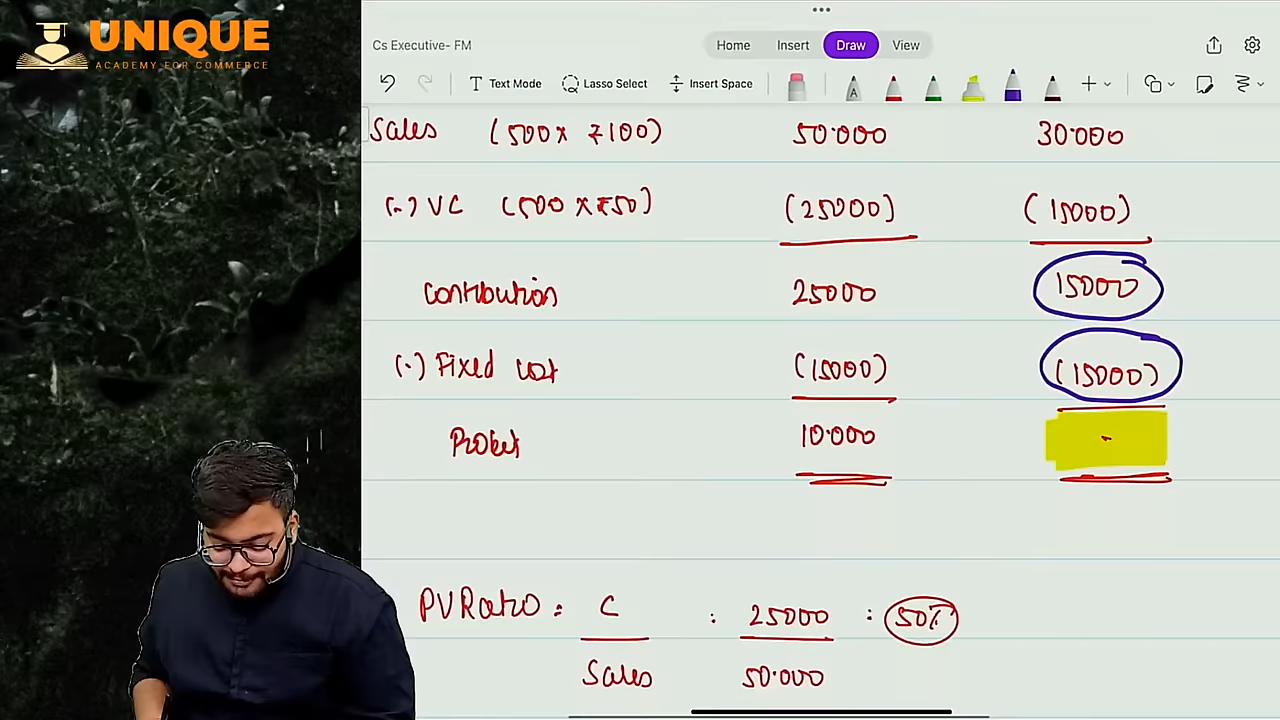 UNIQUE
ACADEMY FOR COMMERCE
Cs Executive- FM
Home Insert Draw View
Text Mode Lasso Select Insert Space
Sales (500 x ₹100) 50.000 30.000
(-) VC (500 x ₹50) (25000) (15000)
Contribution 25000 15000
(-) Fixed cost (15000) (15000)
Profit 10.000 -
PV Ratio = C : 25000 : 50%
Sales 50.000